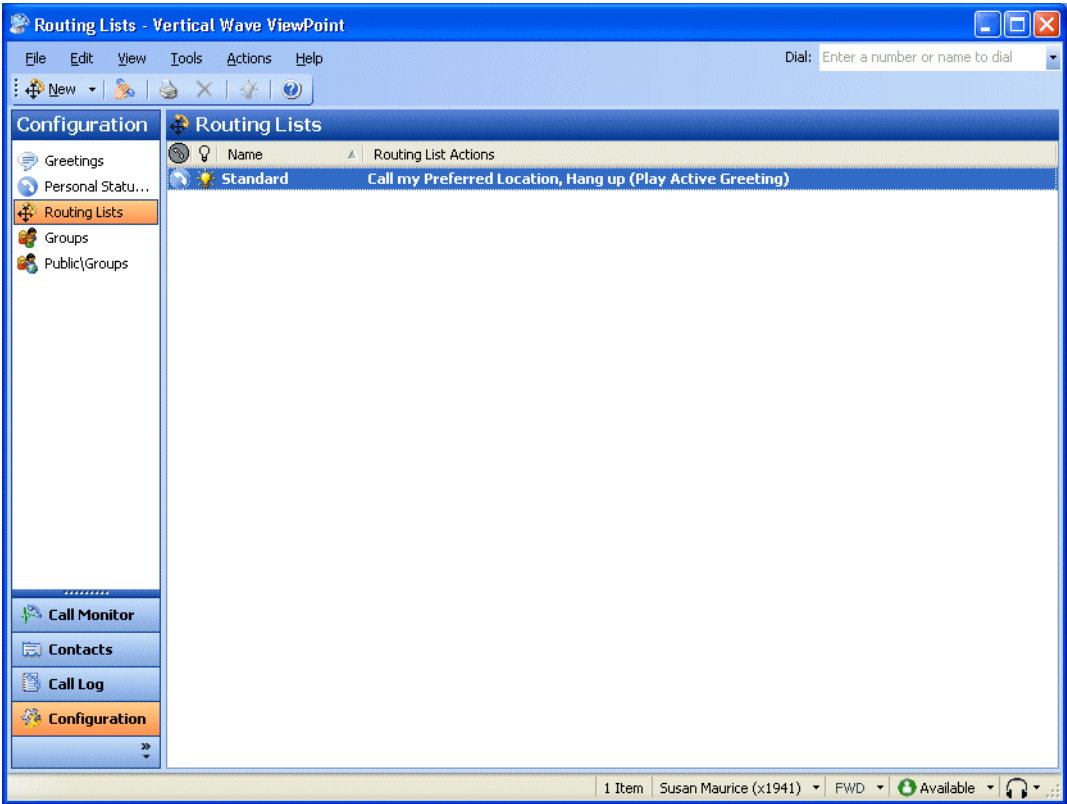 Routing Lists - Vertical Wave ViewPoint
File Edit View Tools Actions Help Dial: Enter a number or name to dial
New
Configuration
Greetings
Personal Statu...
Routing Lists
Groups
Public\Groups
Call Monitor
Contacts
Call Log
Configuration
Routing Lists
Name Routing List Actions
Standard Call my Preferred Location, Hang up (Play Active Greeting)
1 Item Susan Maurice (x1941) FWD Available